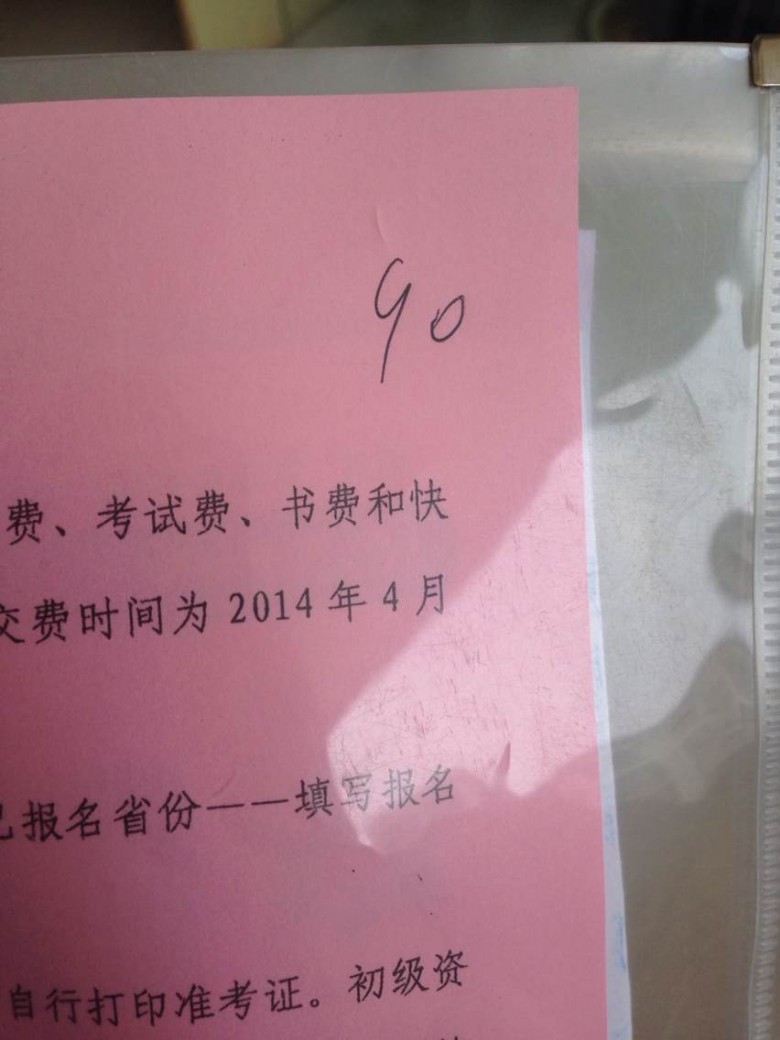 90
费、考试费、书费和快
交费时间为 2014 年 4 月
报名省份——填写报名
自行打印准考证。初级资